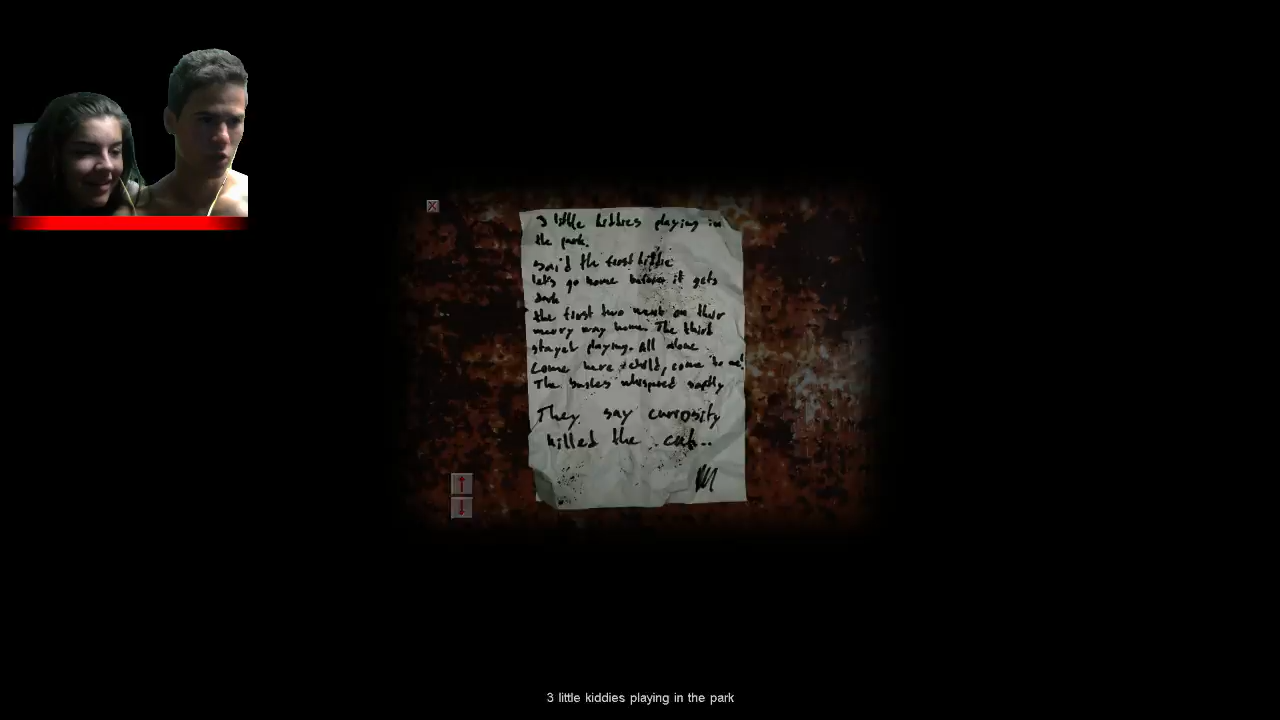 3 little kiddies playing in
the park.
said the first kiddie
let's go home before it gets
dark
the first two went on their
merry way home. The third
stayed playing. All alone
Come here child, come to me!
The bushes whispered softly
They say curiosity
killed the cat...
3 little kiddies playing in the park